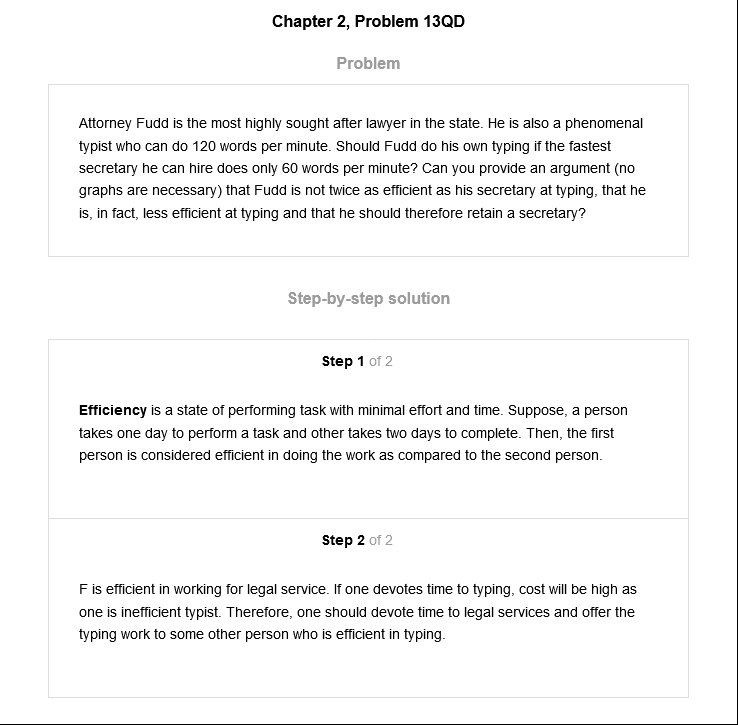 Chapter 2, Problem 13QD
Problem
Attorney Fudd is the most highly sought after lawyer in the state. He is also a phenomenal
typist who can do 120 words per minute. Should Fudd do his own typing if the fastest
secretary he can hire does only 60 words per minute? Can you provide an argument (no
graphs are necessary) that Fudd is not twice as efficient as his secretary at typing, that he
is, in fact, less efficient at typing and that he should therefore retain a secretary?
Step-by-step solution
Step 1 of 2
Efficiency is a state of performing task with minimal effort and time. Suppose, a person
takes one day to perform a task and other takes two days to complete. Then, the first
person is considered efficient in doing the work as compared to the second person.
Step 2 of 2
F is efficient in working for legal service. If one devotes time to typing, cost will be high as
one is inefficient typist. Therefore, one should devote time to legal services and offer the
typing work to some other person who is efficient in typing.